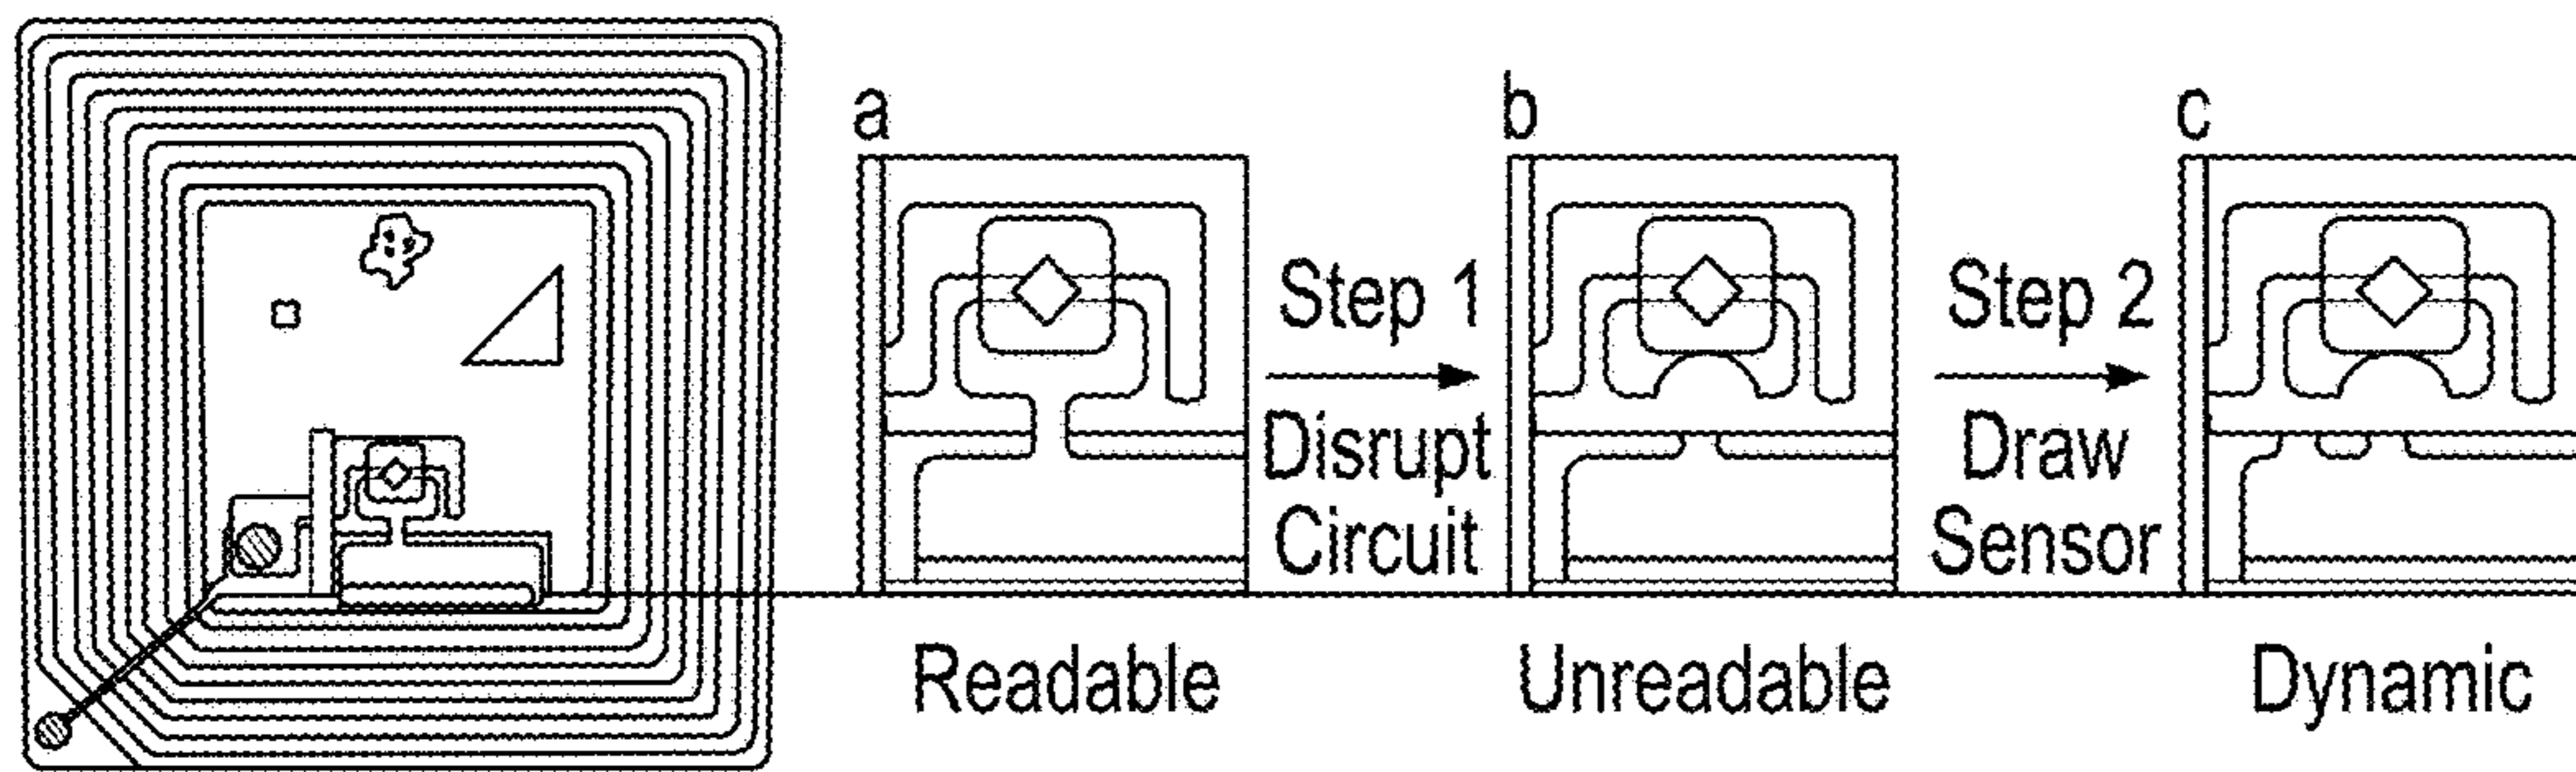 a
b
c
Step 1
Disrupt
Circuit
Step 2
Draw
Sensor
Readable
Unreadable
Dynamic